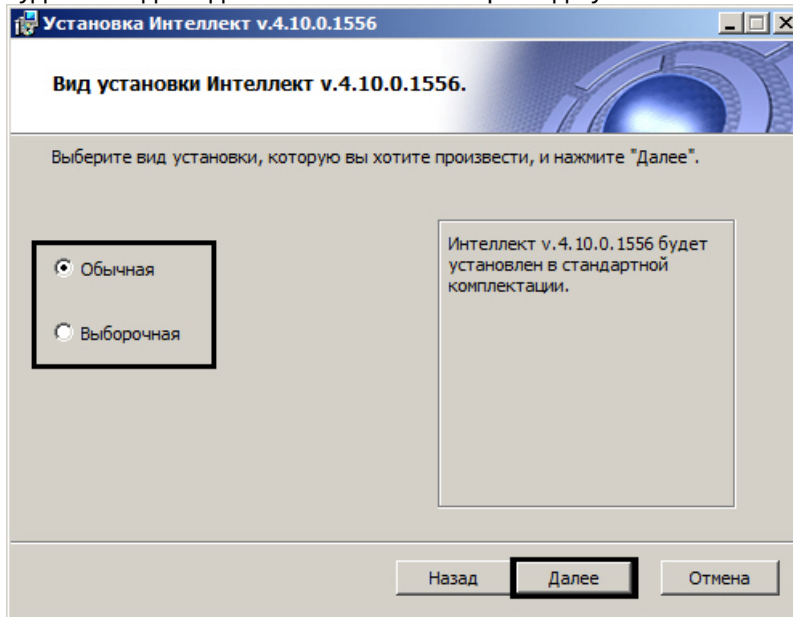 Установка Интеллект v.4.10.0.1556
Вид установки Интеллект v.4.10.0.1556.
Выберите вид установки, которую вы хотите произвести, и нажмите "Далее".
Обычная
Выборочная
Интеллект v.4.10.0.1556 будет
установлен в стандартной
комплектации.
Назад
Далее
Отмена